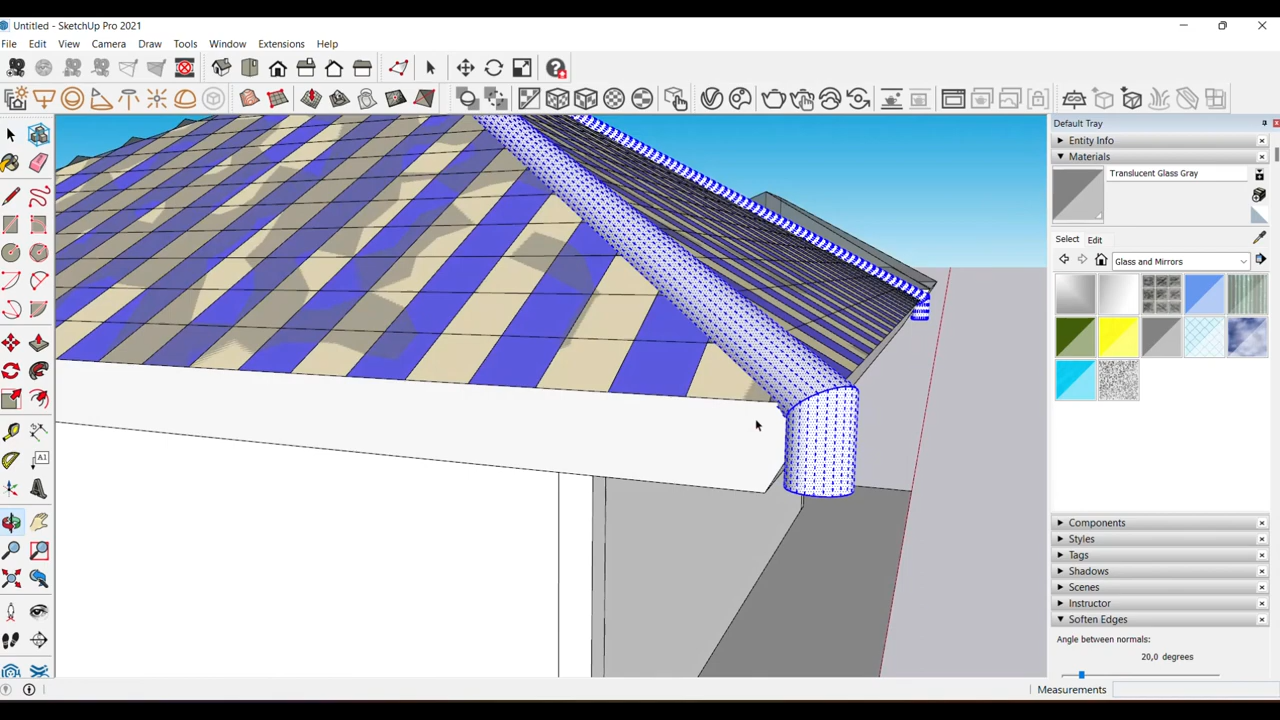 Untitled - SketchUp Pro 2021
File Edit View Camera Draw Tools Window Extensions Help
Default Tray
Entity Info
Materials
Translucent Glass Gray
Select Edit
Glass and Mirrors
A1
Components
Styles
Tags
Shadows
Scenes
Instructor
Soften Edges
Angle between normals:
20,0 degrees
Measurements